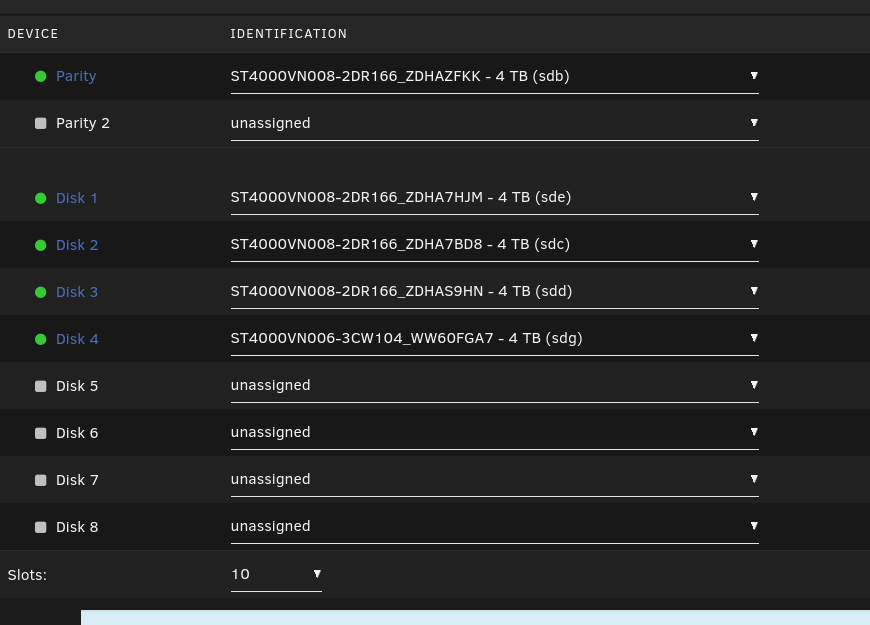 DEVICE IDENTIFICATION
Parity ST4000VN008-2DR166_ZDHAZFKK - 4 TB (sdb)
Parity 2 unassigned
Disk 1 ST4000VN008-2DR166_ZDHA7HJM - 4 TB (sde)
Disk 2 ST4000VN008-2DR166_ZDHA7BD8 - 4 TB (sdc)
Disk 3 ST4000VN008-2DR166_ZDHAS9HN - 4 TB (sdd)
Disk 4 ST4000VN006-3CW104_WW60FGA7 - 4 TB (sdg)
Disk 5 unassigned
Disk 6 unassigned
Disk 7 unassigned
Disk 8 unassigned
Slots: 10